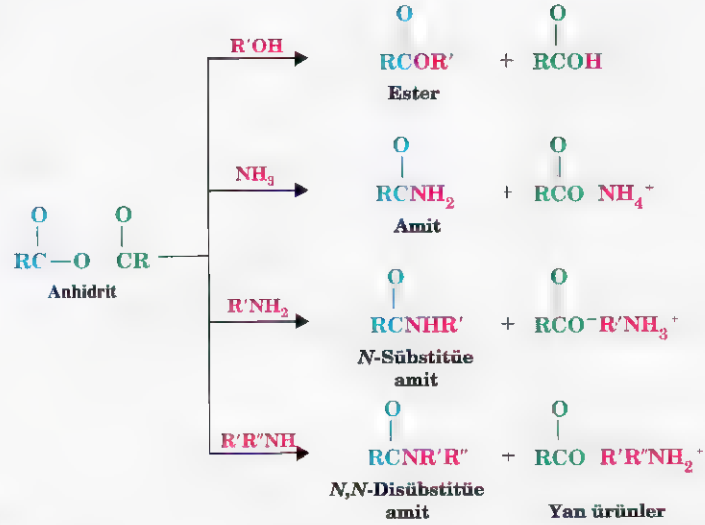 O O
R'OH RCOR' + RCOH
Ester
O O
NH₃ RCNH₂ + RCO NH₄⁺
Amit
O O
RC—O CR
Anhidrit
O O
R'NH₂ RCNHR' + RCO⁻R'NH₃⁺
N-Sübstitüe
amit
O O
R'R"NH RCNR'R" + RCO R'R"NH₂⁺
N,N-Disübstitüe Yan ürünler
amit